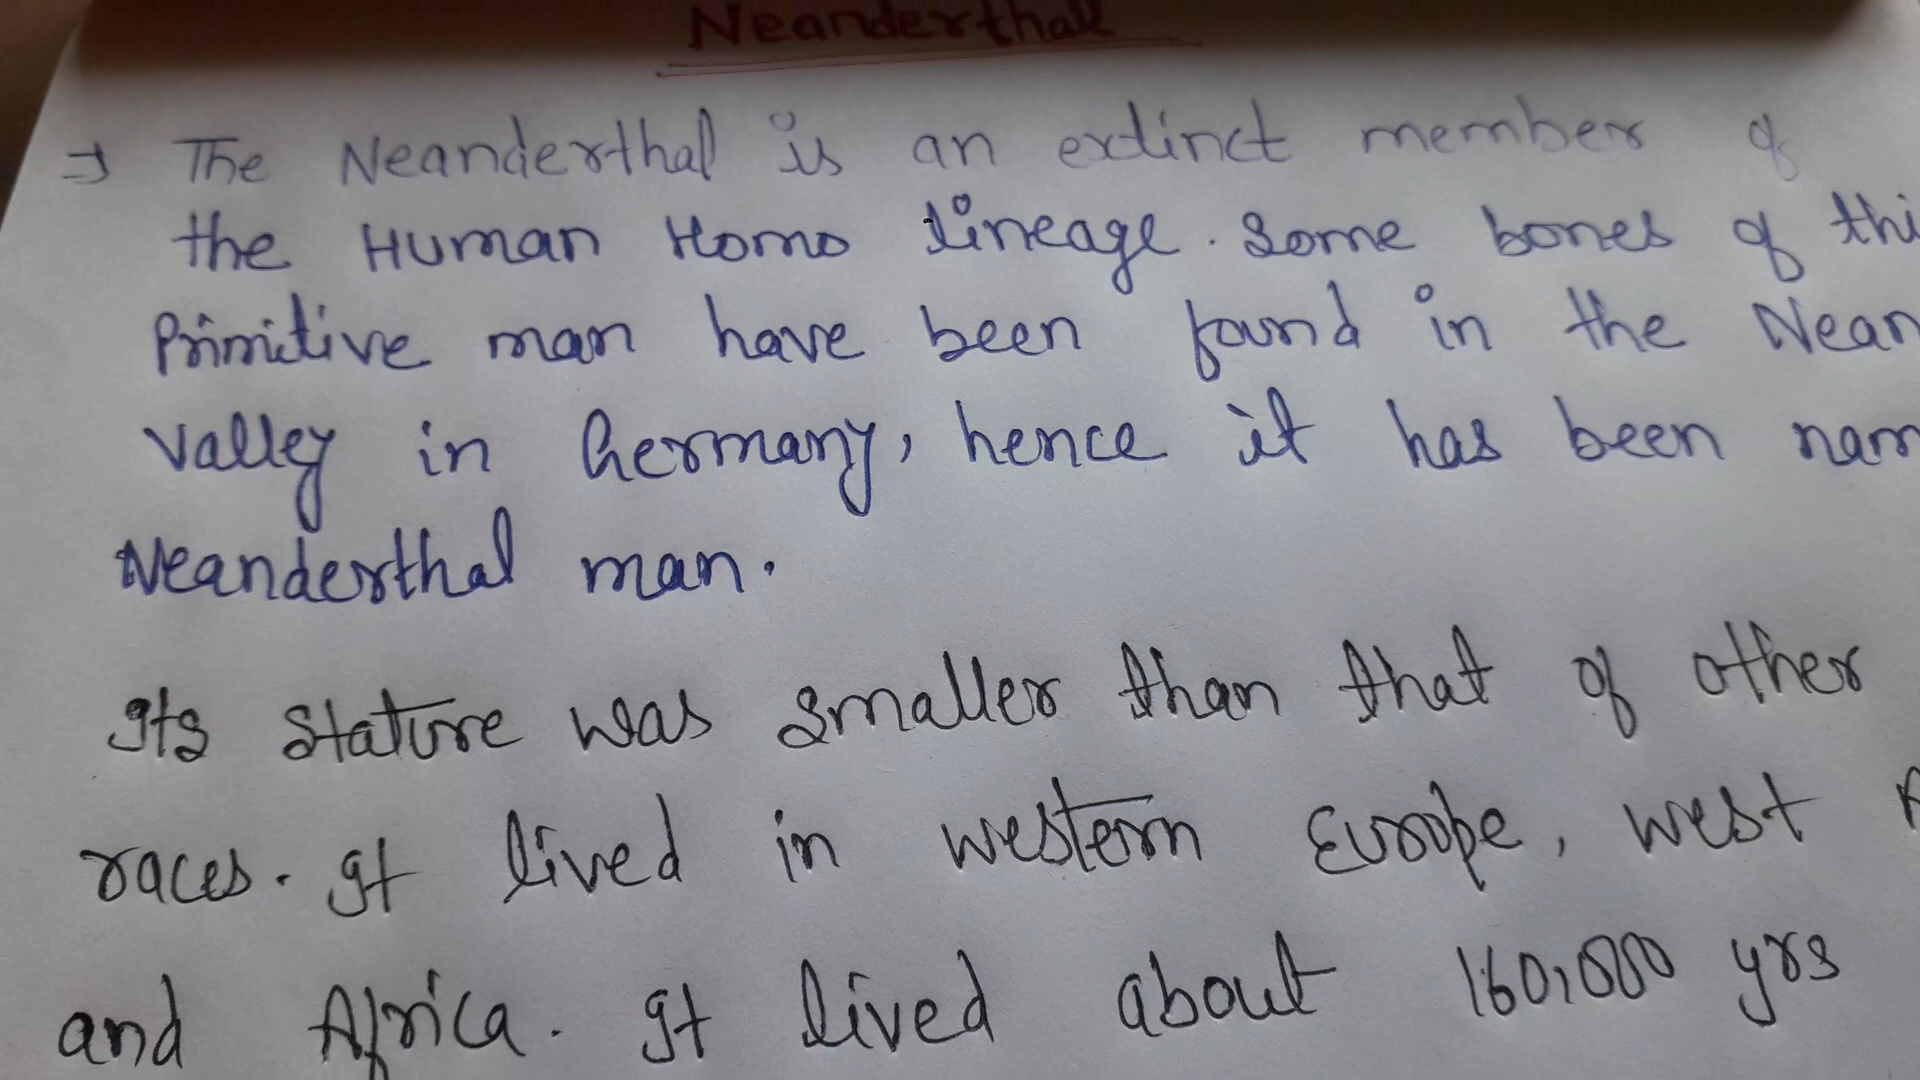 Neanderthal
⇒ The Neanderthal is an extinct member of
the Human Homo lineage. Some bones of thi
Primitive man have been found in the Nean
valley in Germany, hence it has been nam
Neanderthal man.
Its stature was smaller than that of other
races. It lived in western Europe, west A
and Africa. It lived about 160,000 yrs